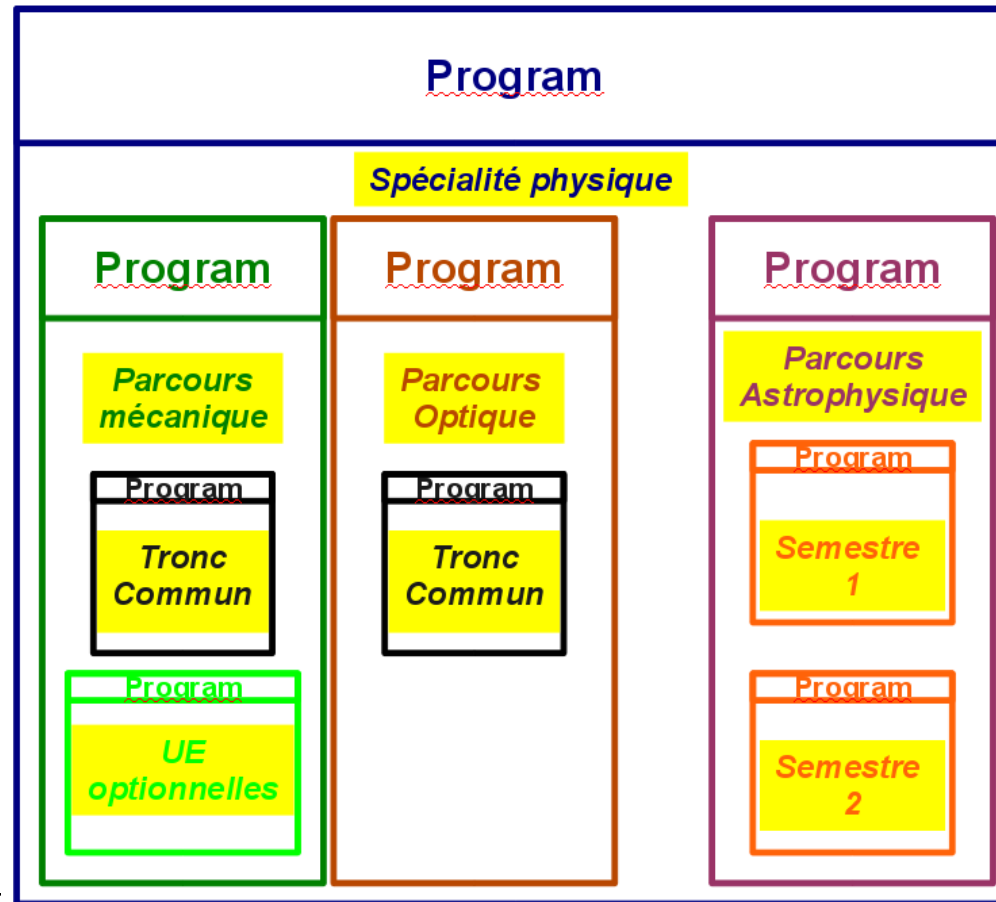 Program
Spécialité physique
Program
Parcours
mécanique
Program
Tronc
Commun
Program
UE
optionnelles
Program
Parcours
Optique
Program
Tronc
Commun
Program
Parcours
Astrophysique
Program
Semestre
1
Program
Semestre
2